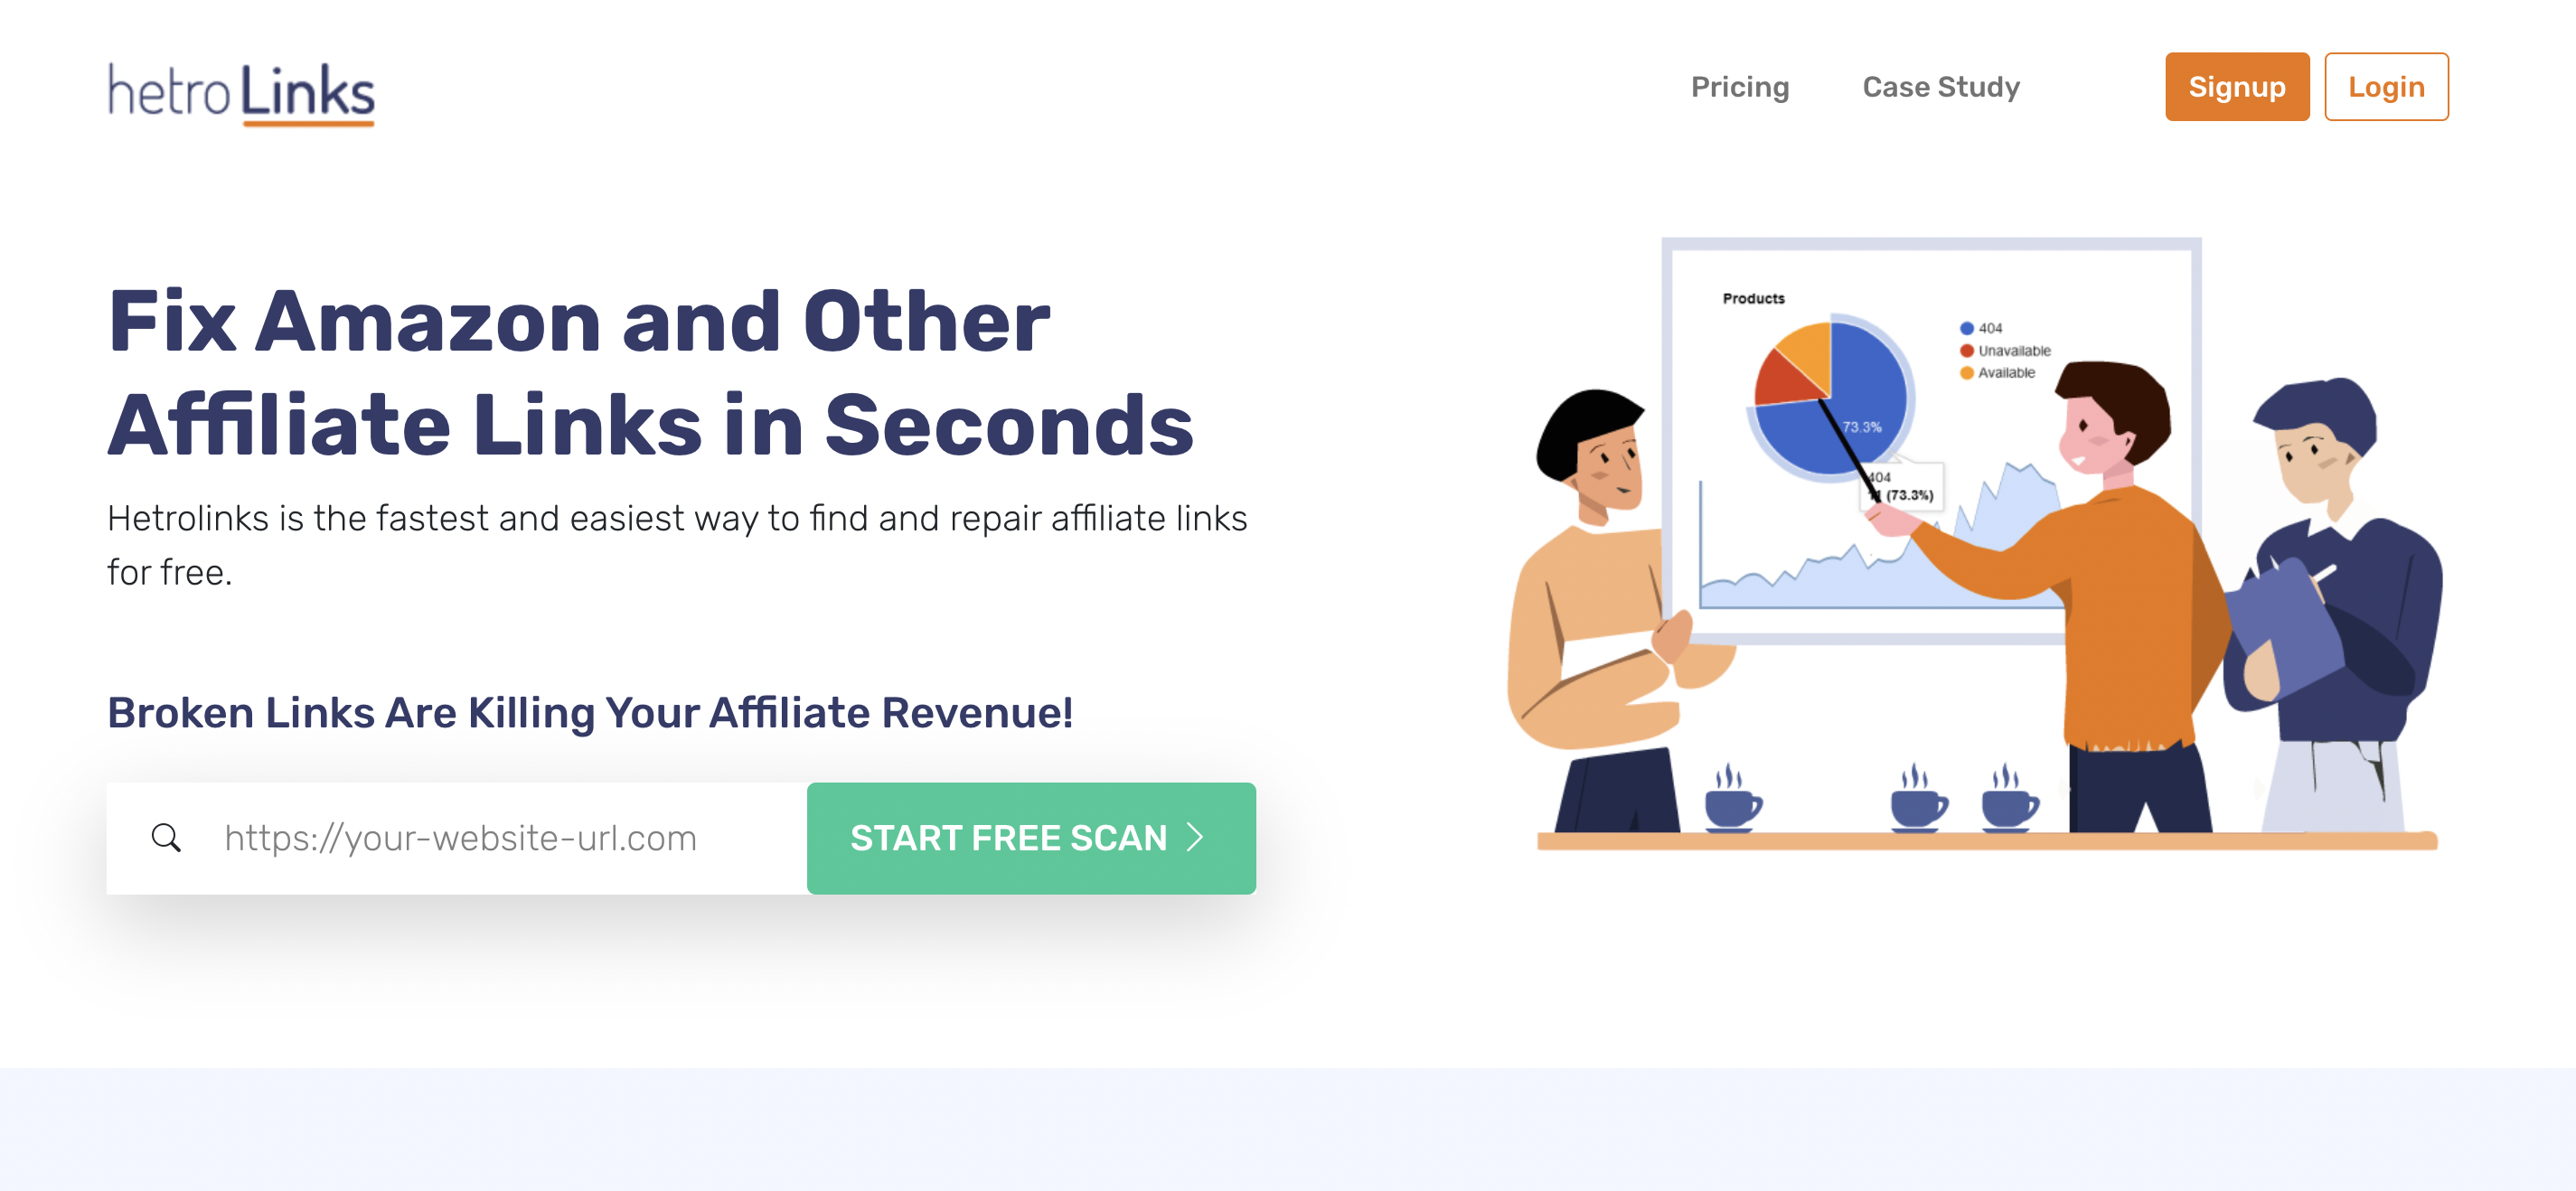 hetro Links
Pricing
Case Study
Signup
Login
Fix Amazon and Other
Affiliate Links in Seconds
Hetrolinks is the fastest and easiest way to find and repair affiliate links
for free.
Broken Links Are Killing Your Affiliate Revenue!
https://your-website-url.com
START FREE SCAN
Products
404
Unavailable
Available
73.3%
404
(73.3%)